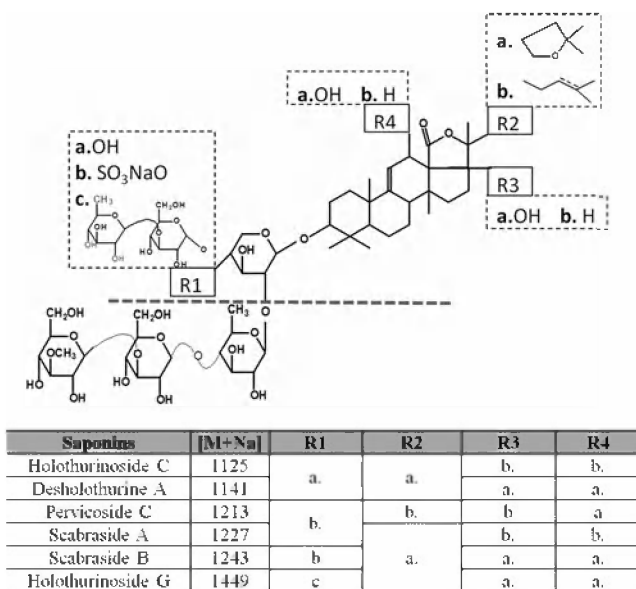 a.
b.
a.OH b. H
R4
O
O
R2
R3
a.OH b. H
a.OH
b. SO₃NaO
c.
CH₃
CH₂OH
O
O
OH
OH
OH
OH
OH
O
O
OH
O
R1
O
CH₂OH
CH₂OH
CH₃
O
O
O
O
OCH₃
OH
HO
OH
HO
OH
HO
OH
Saponins [M+Na] R1 R2 R3 R4
Holothurinoside C 1125 a. a. b. b.
Desholothurine A 1141 a. a.
Pervicoside C 1213 b. b. b a
Scabraside A 1227 a. b. b.
Scabraside B 1243 b a. a.
Holothurinoside G 1449 c a. a.